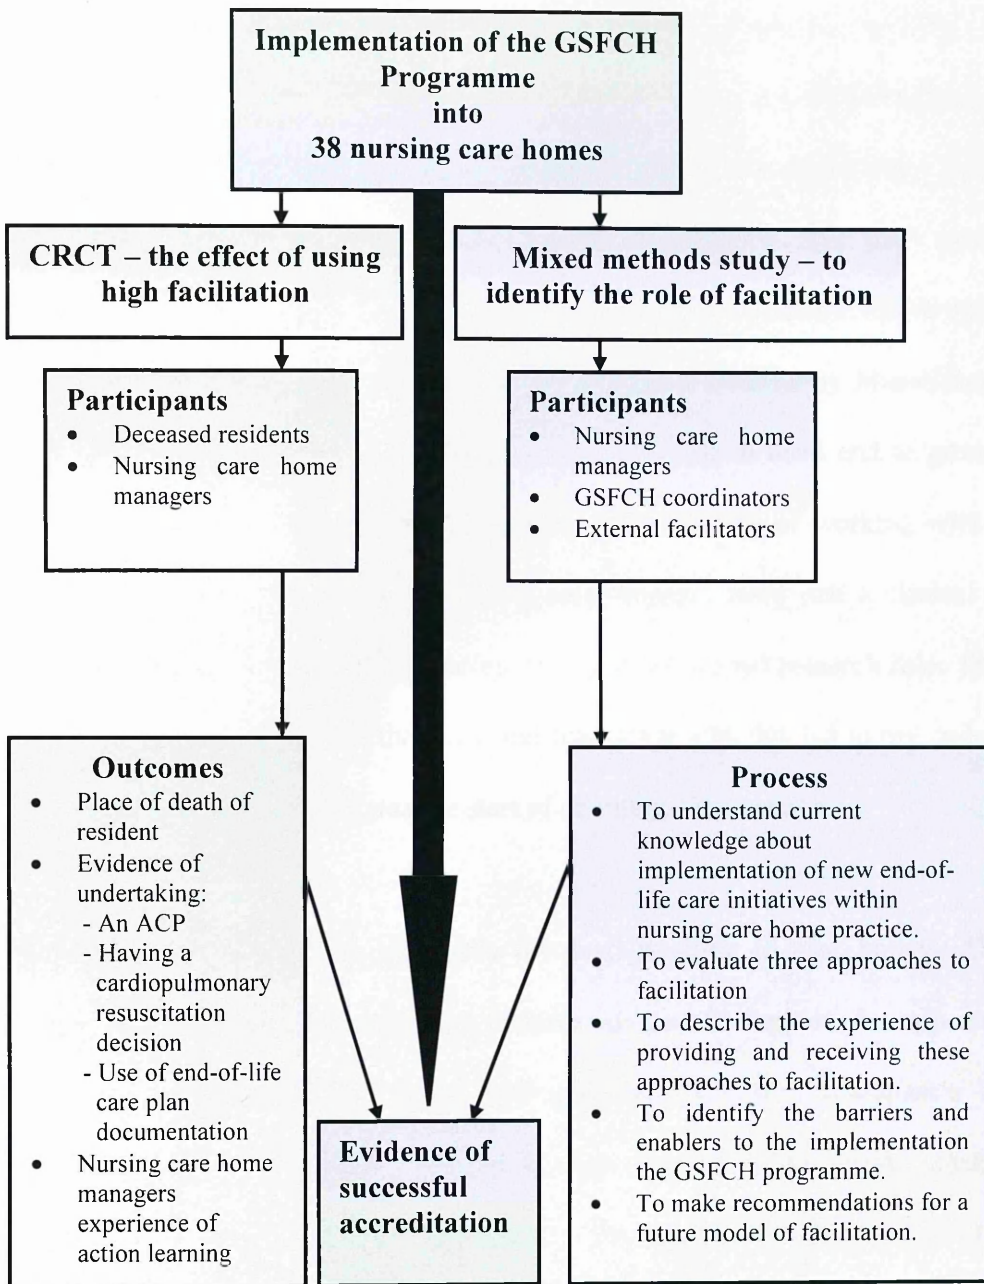 Implementation of the GSFCH
Programme
into
38 nursing care homes
CRCT – the effect of using
high facilitation
Mixed methods study – to
identify the role of facilitation
Participants
• Deceased residents
• Nursing care home
managers
Participants
• Nursing care home
managers
• GSFCH coordinators
• External facilitators
Outcomes
• Place of death of
resident
• Evidence of
undertaking:
- An ACP
- Having a
cardiopulmonary
resuscitation
decision
- Use of end-of-life
care plan
documentation
• Nursing care home
managers
experience of
action learning
Process
• To understand current
knowledge about
implementation of new end-of-
life care initiatives within
nursing care home practice.
• To evaluate three approaches to
facilitation
• To describe the experience of
providing and receiving these
approaches to facilitation.
• To identify the barriers and
enablers to the implementation
the GSFCH programme.
• To make recommendations for a
future model of facilitation.
Evidence of
successful
accreditation